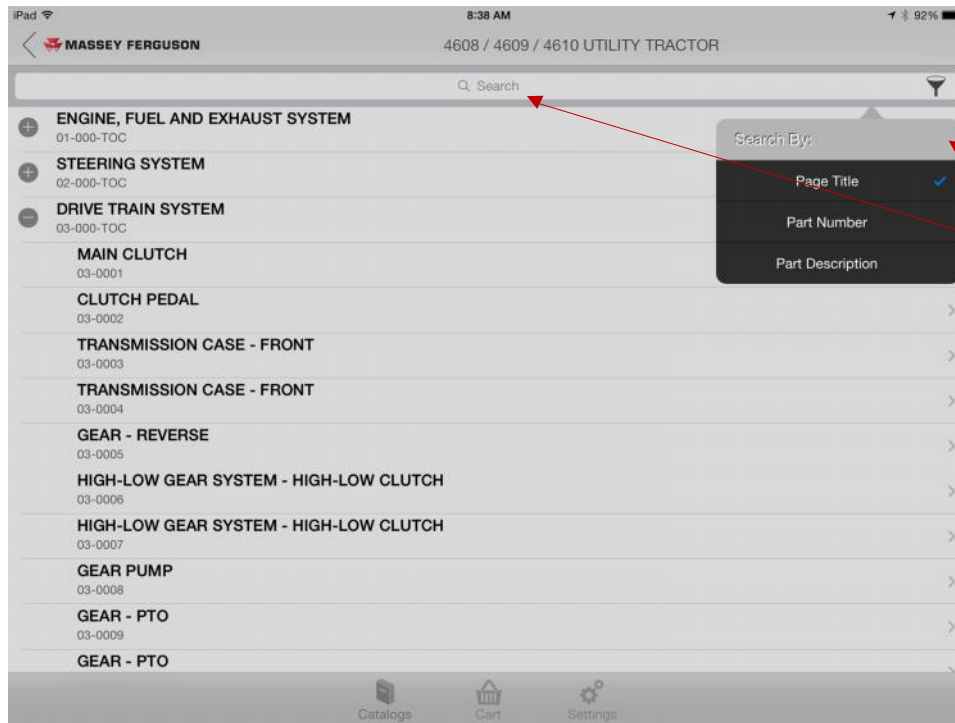 iPad 8:38 AM 92%
MASSEY FERGUSON 4608 / 4609 / 4610 UTILITY TRACTOR
Search
ENGINE, FUEL AND EXHAUST SYSTEM
01-000-TOC
STEERING SYSTEM
02-000-TOC
DRIVE TRAIN SYSTEM
03-000-TOC
MAIN CLUTCH
03-0001
CLUTCH PEDAL
03-0002
TRANSMISSION CASE - FRONT
03-0003
TRANSMISSION CASE - FRONT
03-0004
GEAR - REVERSE
03-0005
HIGH-LOW GEAR SYSTEM - HIGH-LOW CLUTCH
03-0006
HIGH-LOW GEAR SYSTEM - HIGH-LOW CLUTCH
03-0007
GEAR PUMP
03-0008
GEAR - PTO
03-0009
GEAR - PTO
Search By:
Page Title
Part Number
Part Description
Catalogs Cart Settings